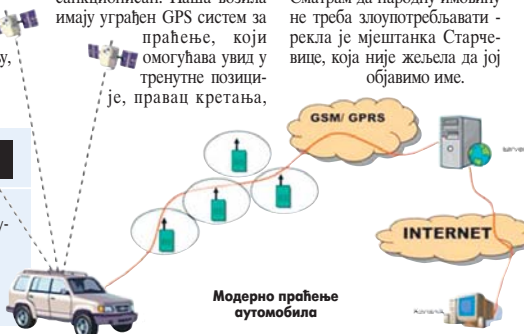 санкционисан. Наша возила
имају уграђен GPS систем за
праћење, који
омогућава увид у
тренутне позици-
је, правац кретања,
Сматрам да народну имовину
не треба злоупотребљавати -
рекла је мјештанка Старче-
вице, која није жељела да јој
објавимо име.
GSM/ GPRS
server
INTERNET
Модерно праћење
аутомобила